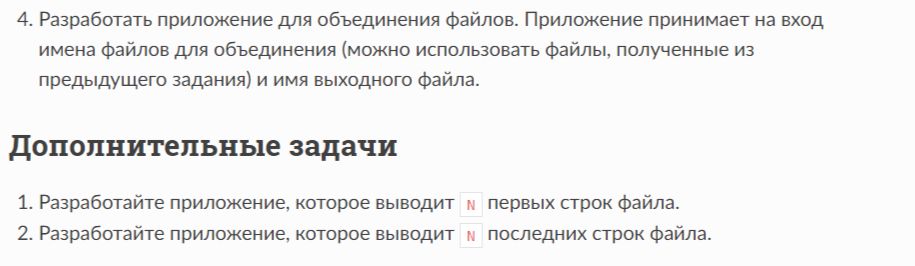 4. Разработать приложение для объединения файлов. Приложение принимает на вход
имена файлов для объединения (можно использовать файлы, полученные из
предыдущего задания) и имя выходного файла.
Дополнительные задачи
1. Разработайте приложение, которое выводит N первых строк файла.
2. Разработайте приложение, которое выводит N последних строк файла.